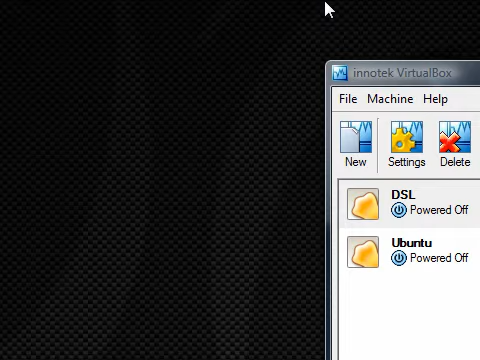 innotek VirtualBox
File Machine Help
New Settings Delete
DSL
Powered Off
Ubuntu
Powered Off